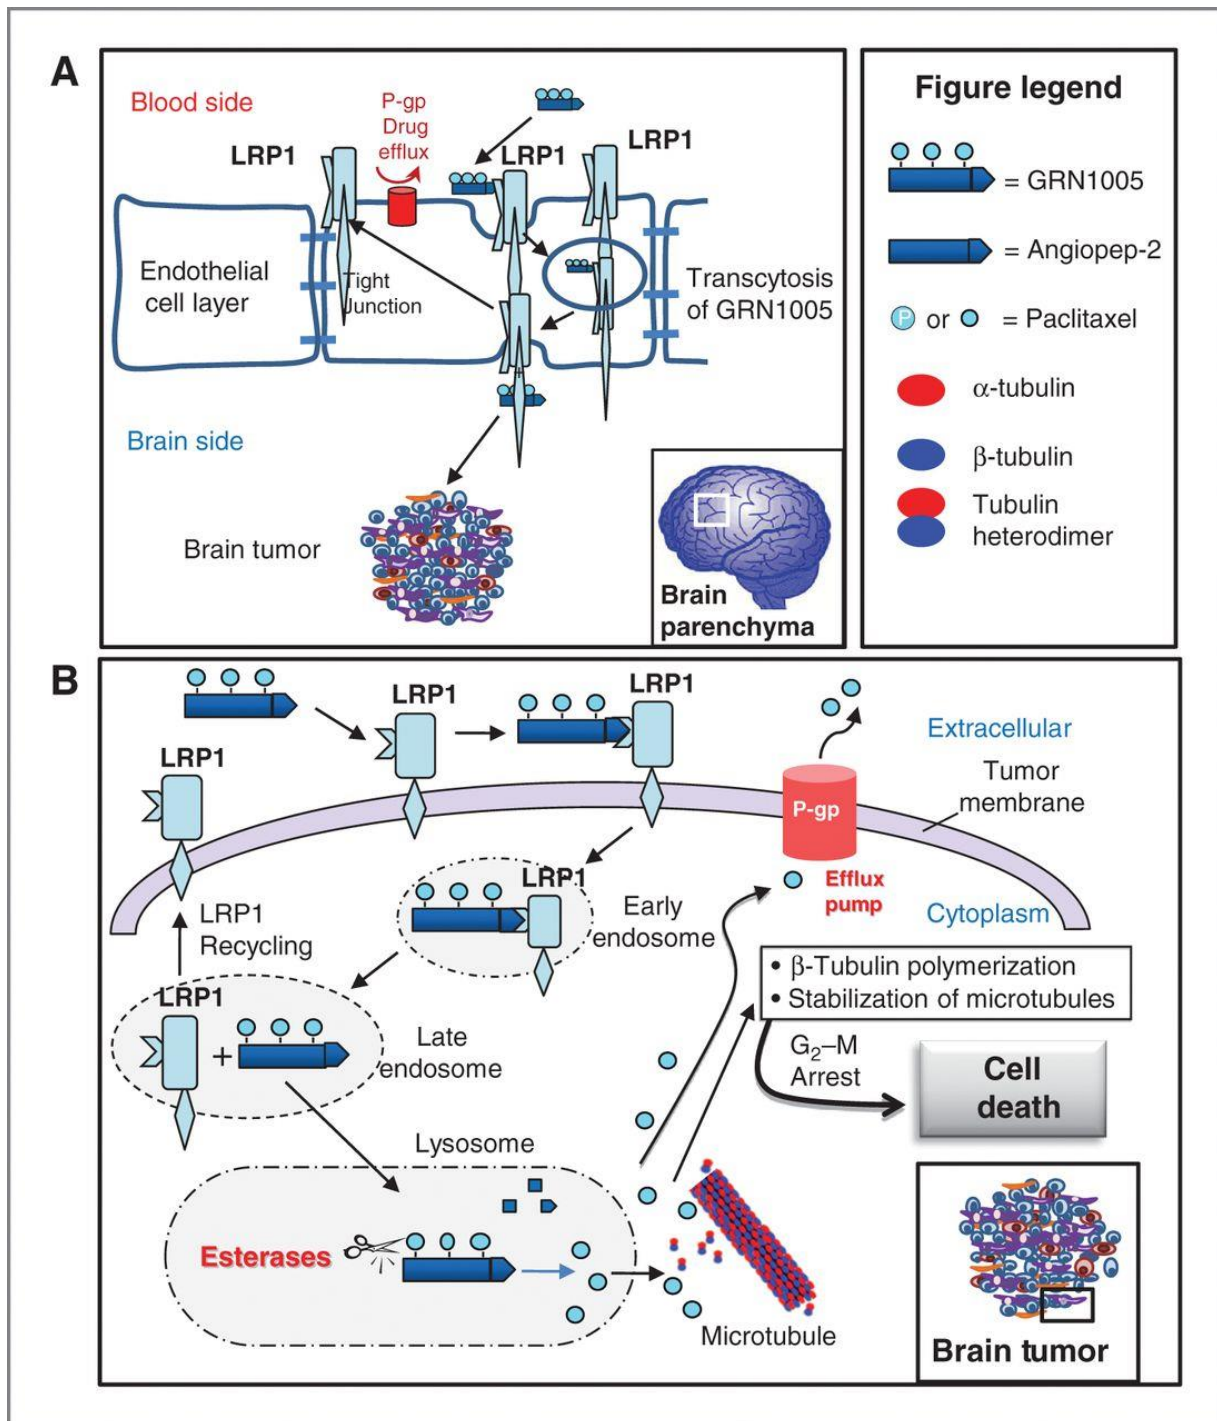 A
Blood side
P-gp
Drug
efflux
LRP1
LRP1
LRP1
Endothelial
cell layer
Tight
Junction
Transcytosis
of GRN1005
+
Brain side
Brain tumor
Brain
parenchyma
Figure legend
= GRN1005
= Angiopep-2
P or = Paclitaxel
α-tubulin
β-tubulin
Tubulin
heterodimer
B
LRP1
LRP1
LRP1
Extracellular
Tumor
membrane
P-gp
Efflux
pump
Cytoplasm
LRP1
Early
endosome
LRP1
Recycling
LRP1
+
Late
endosome
• β-Tubulin polymerization
• Stabilization of microtubules
G₂–M
Arrest
Cell
death
Lysosome
Esterases
Microtubule
Brain tumor